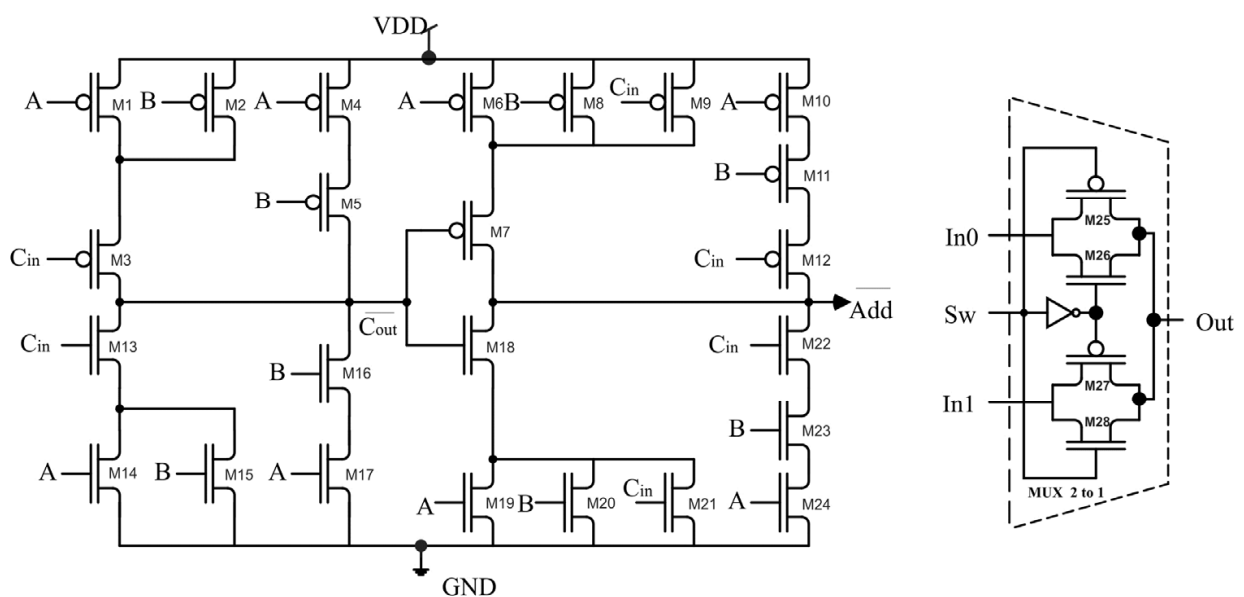 VDD
A M1 B M2 A M4 A M6 B M8 Cin M9 A M10
B M5 B M11
Cin M3 M7 Cin M12
Cout Add
Cin M13 B M16 M18 Cin M22
B M23
A M14 B M15 A M17 A M19 B M20 Cin M21 A M24
GND
M25
In0
M26
Sw Out
M27
In1
M28
MUX 2 to 1